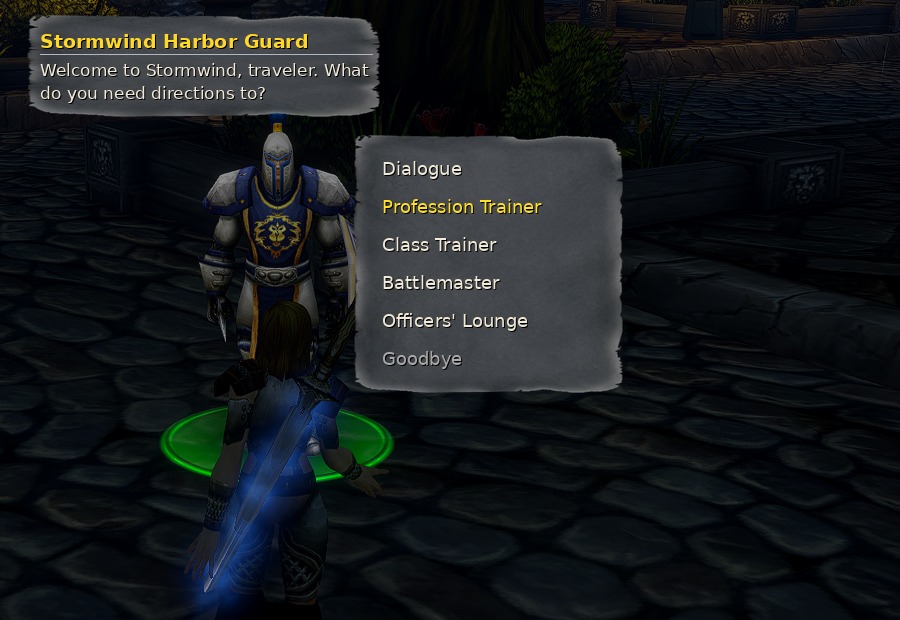 Stormwind Harbor Guard
Welcome to Stormwind, traveler. What
do you need directions to?
Dialogue
Profession Trainer
Class Trainer
Battlemaster
Officers' Lounge
Goodbye